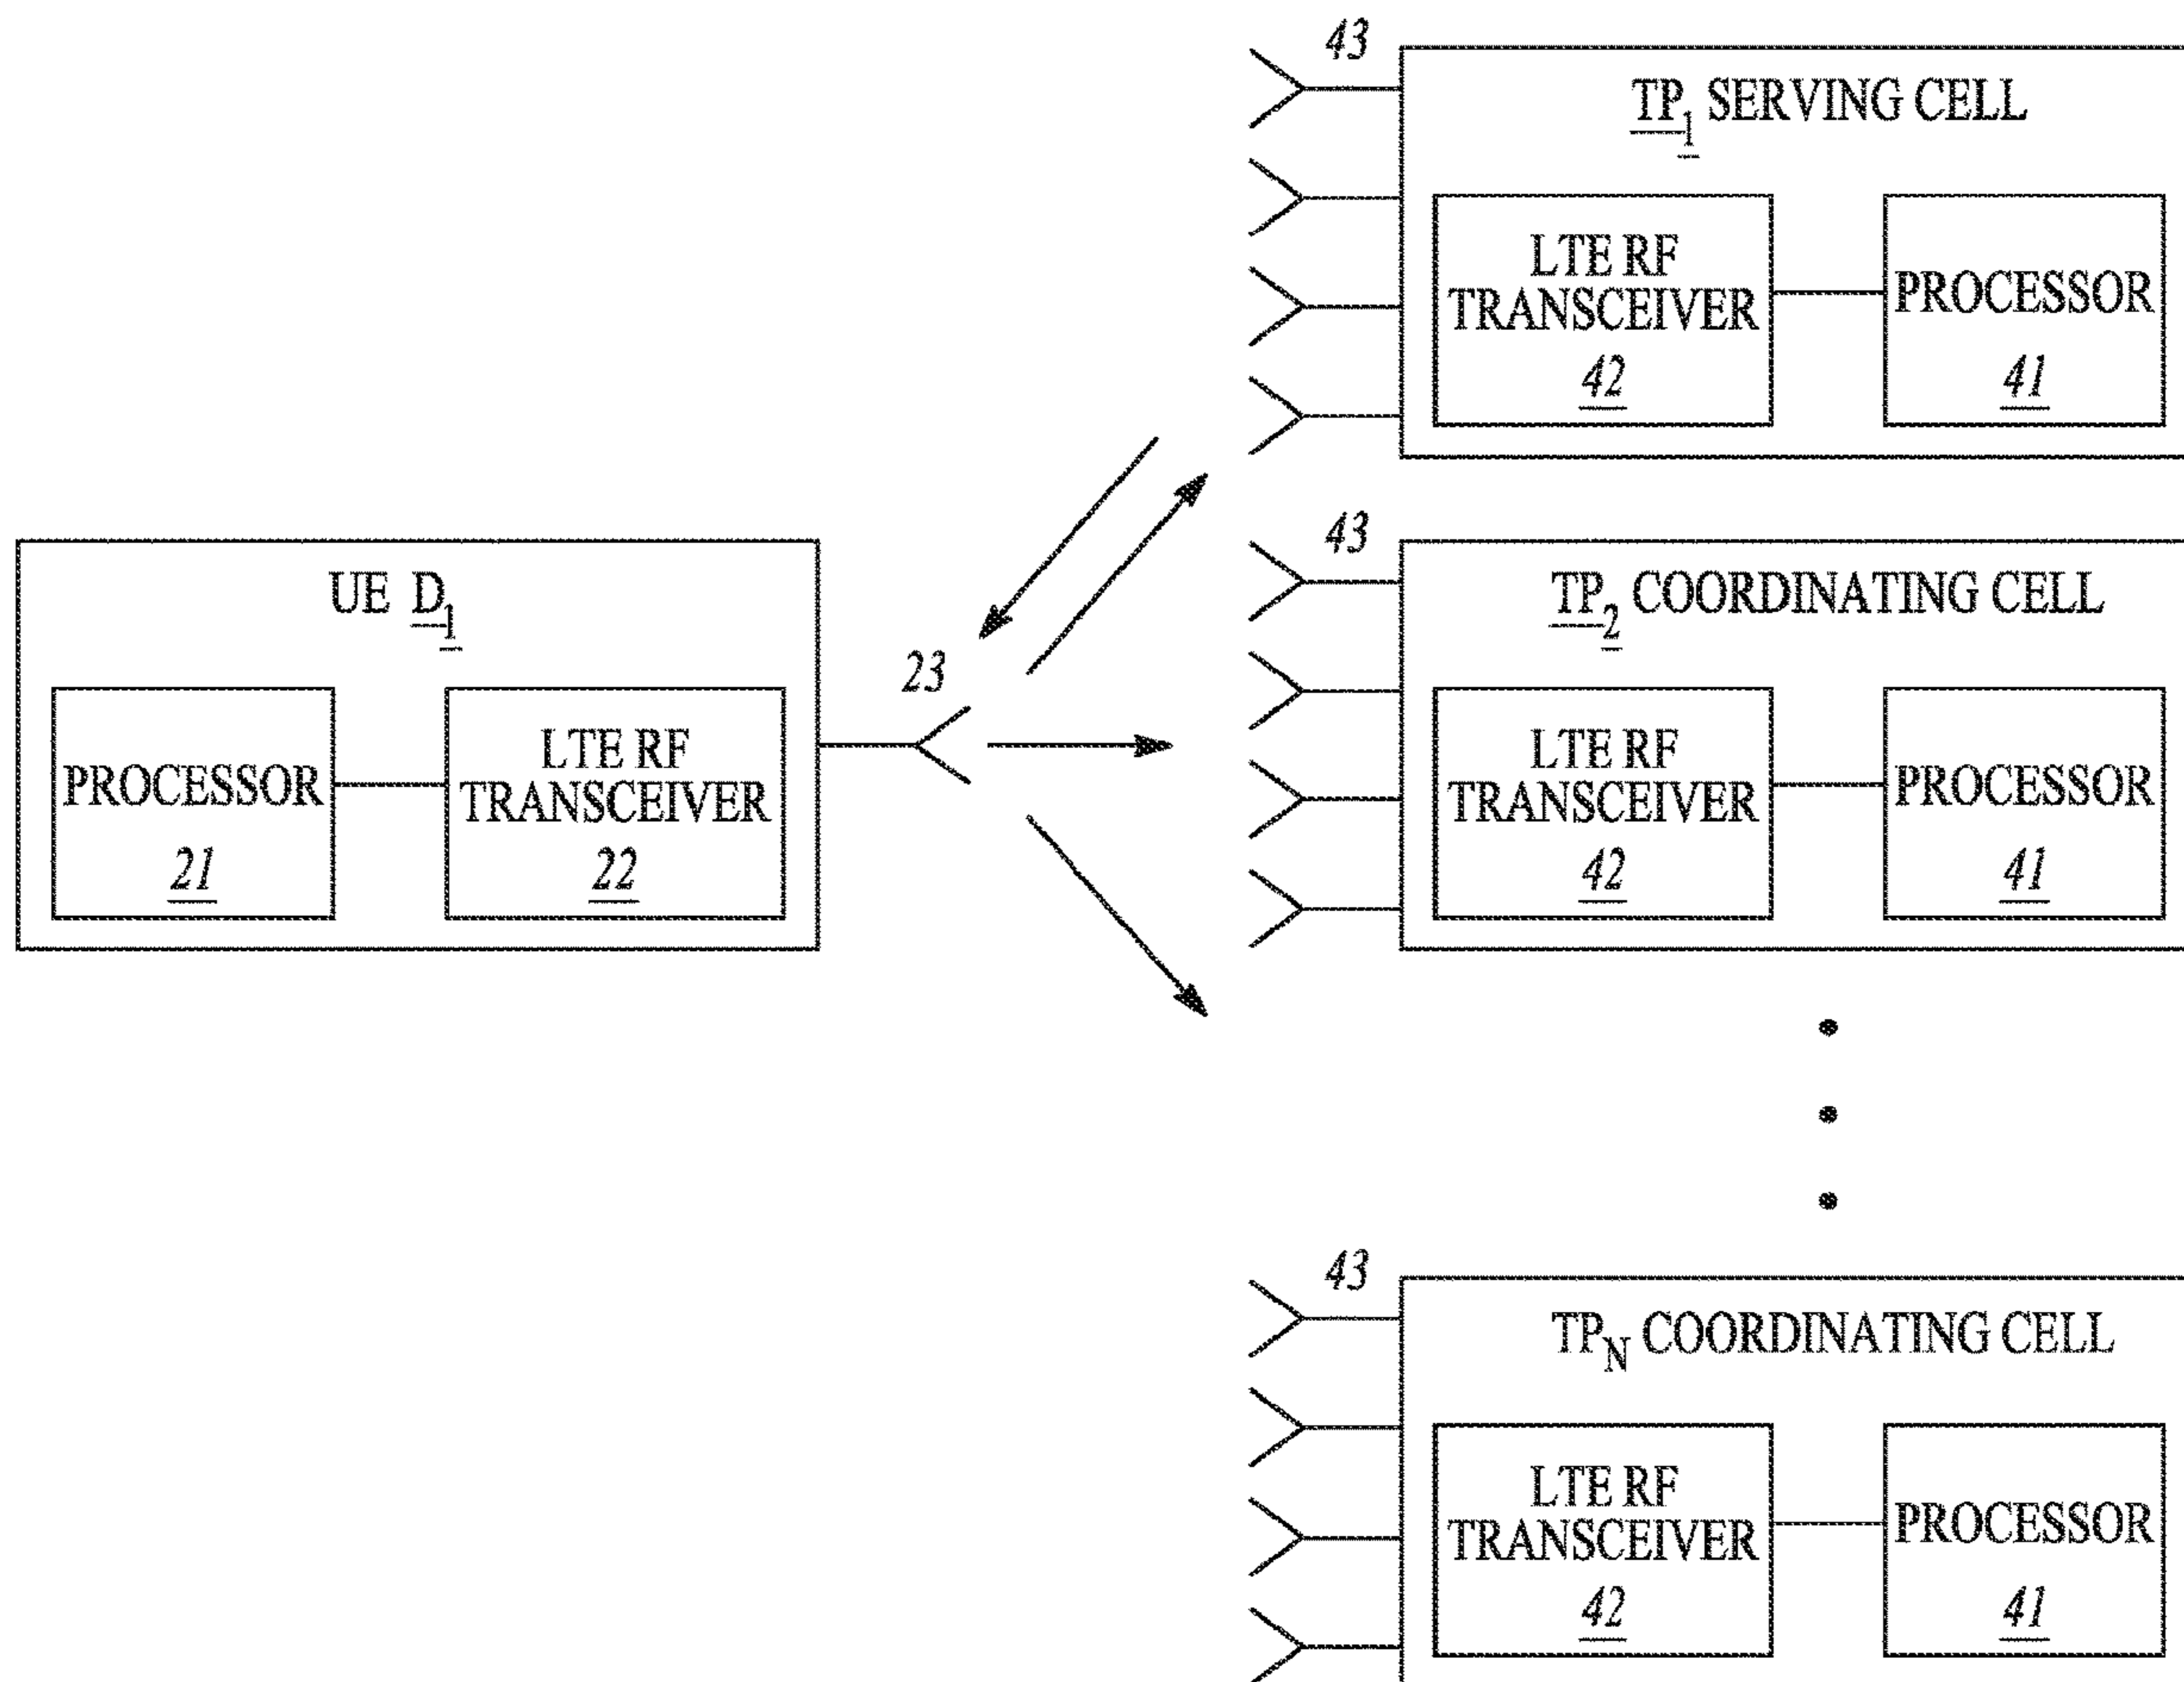 43
TP1 SERVING CELL
LTE RF
TRANSCEIVER
42
PROCESSOR
41
UE D1
PROCESSOR
21
LTE RF
TRANSCEIVER
22
23
43
TP2 COORDINATING CELL
LTE RF
TRANSCEIVER
42
PROCESSOR
41
43
TPN COORDINATING CELL
LTE RF
TRANSCEIVER
42
PROCESSOR
41